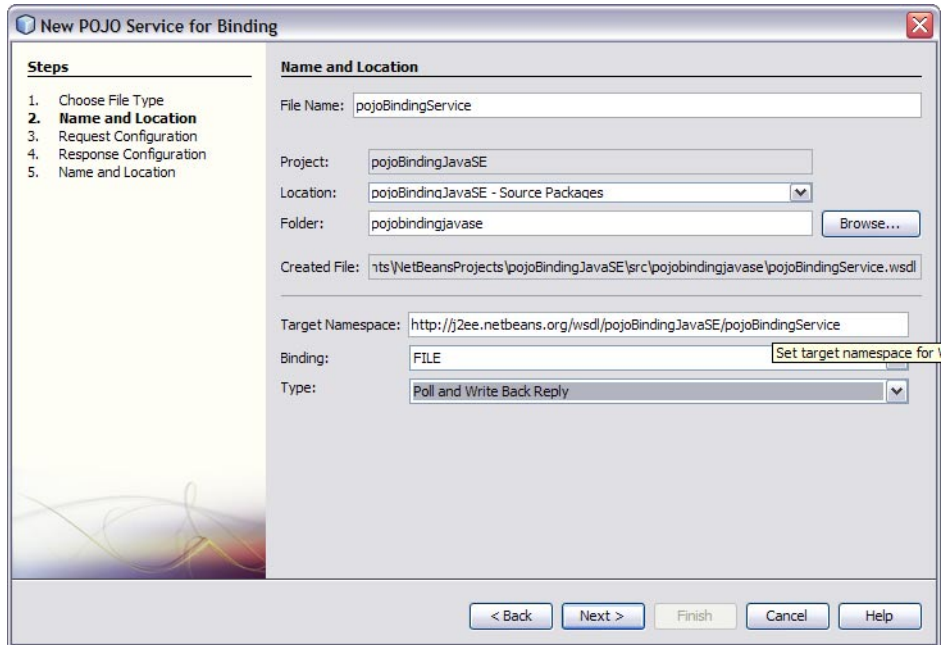 New POJO Service for Binding
Steps
1. Choose File Type
2. Name and Location
3. Request Configuration
4. Response Configuration
5. Name and Location
Name and Location
File Name: pojoBindingService
Project: pojoBindingJavaSE
Location: pojoBindingJavaSE - Source Packages
Folder: pojobindingjavase
Browse...
Created File: nts\NetBeansProjects\pojoBindingJavaSE\src\pojobindingjavase\pojoBindingService.wsdl
Target Namespace: http://j2ee.netbeans.org/wsdl/pojoBindingJavaSE/pojoBindingService
Set target namespace for
Binding: FILE
Type: Poll and Write Back Reply
< Back Next > Finish Cancel Help